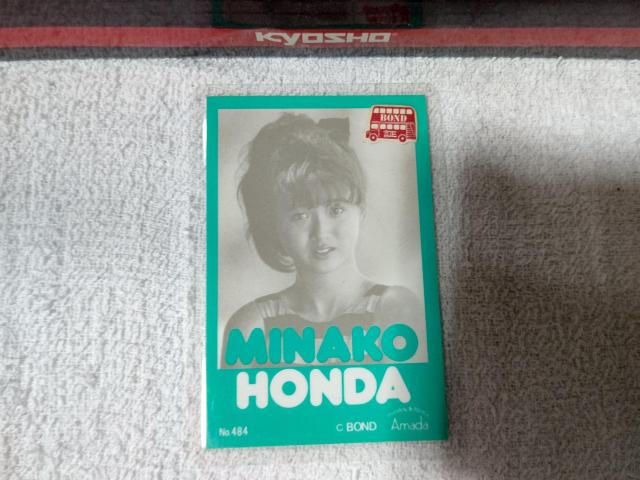 KYOSHO
BOND
MINAKO
HONDA
No.484
C BOND
Amada